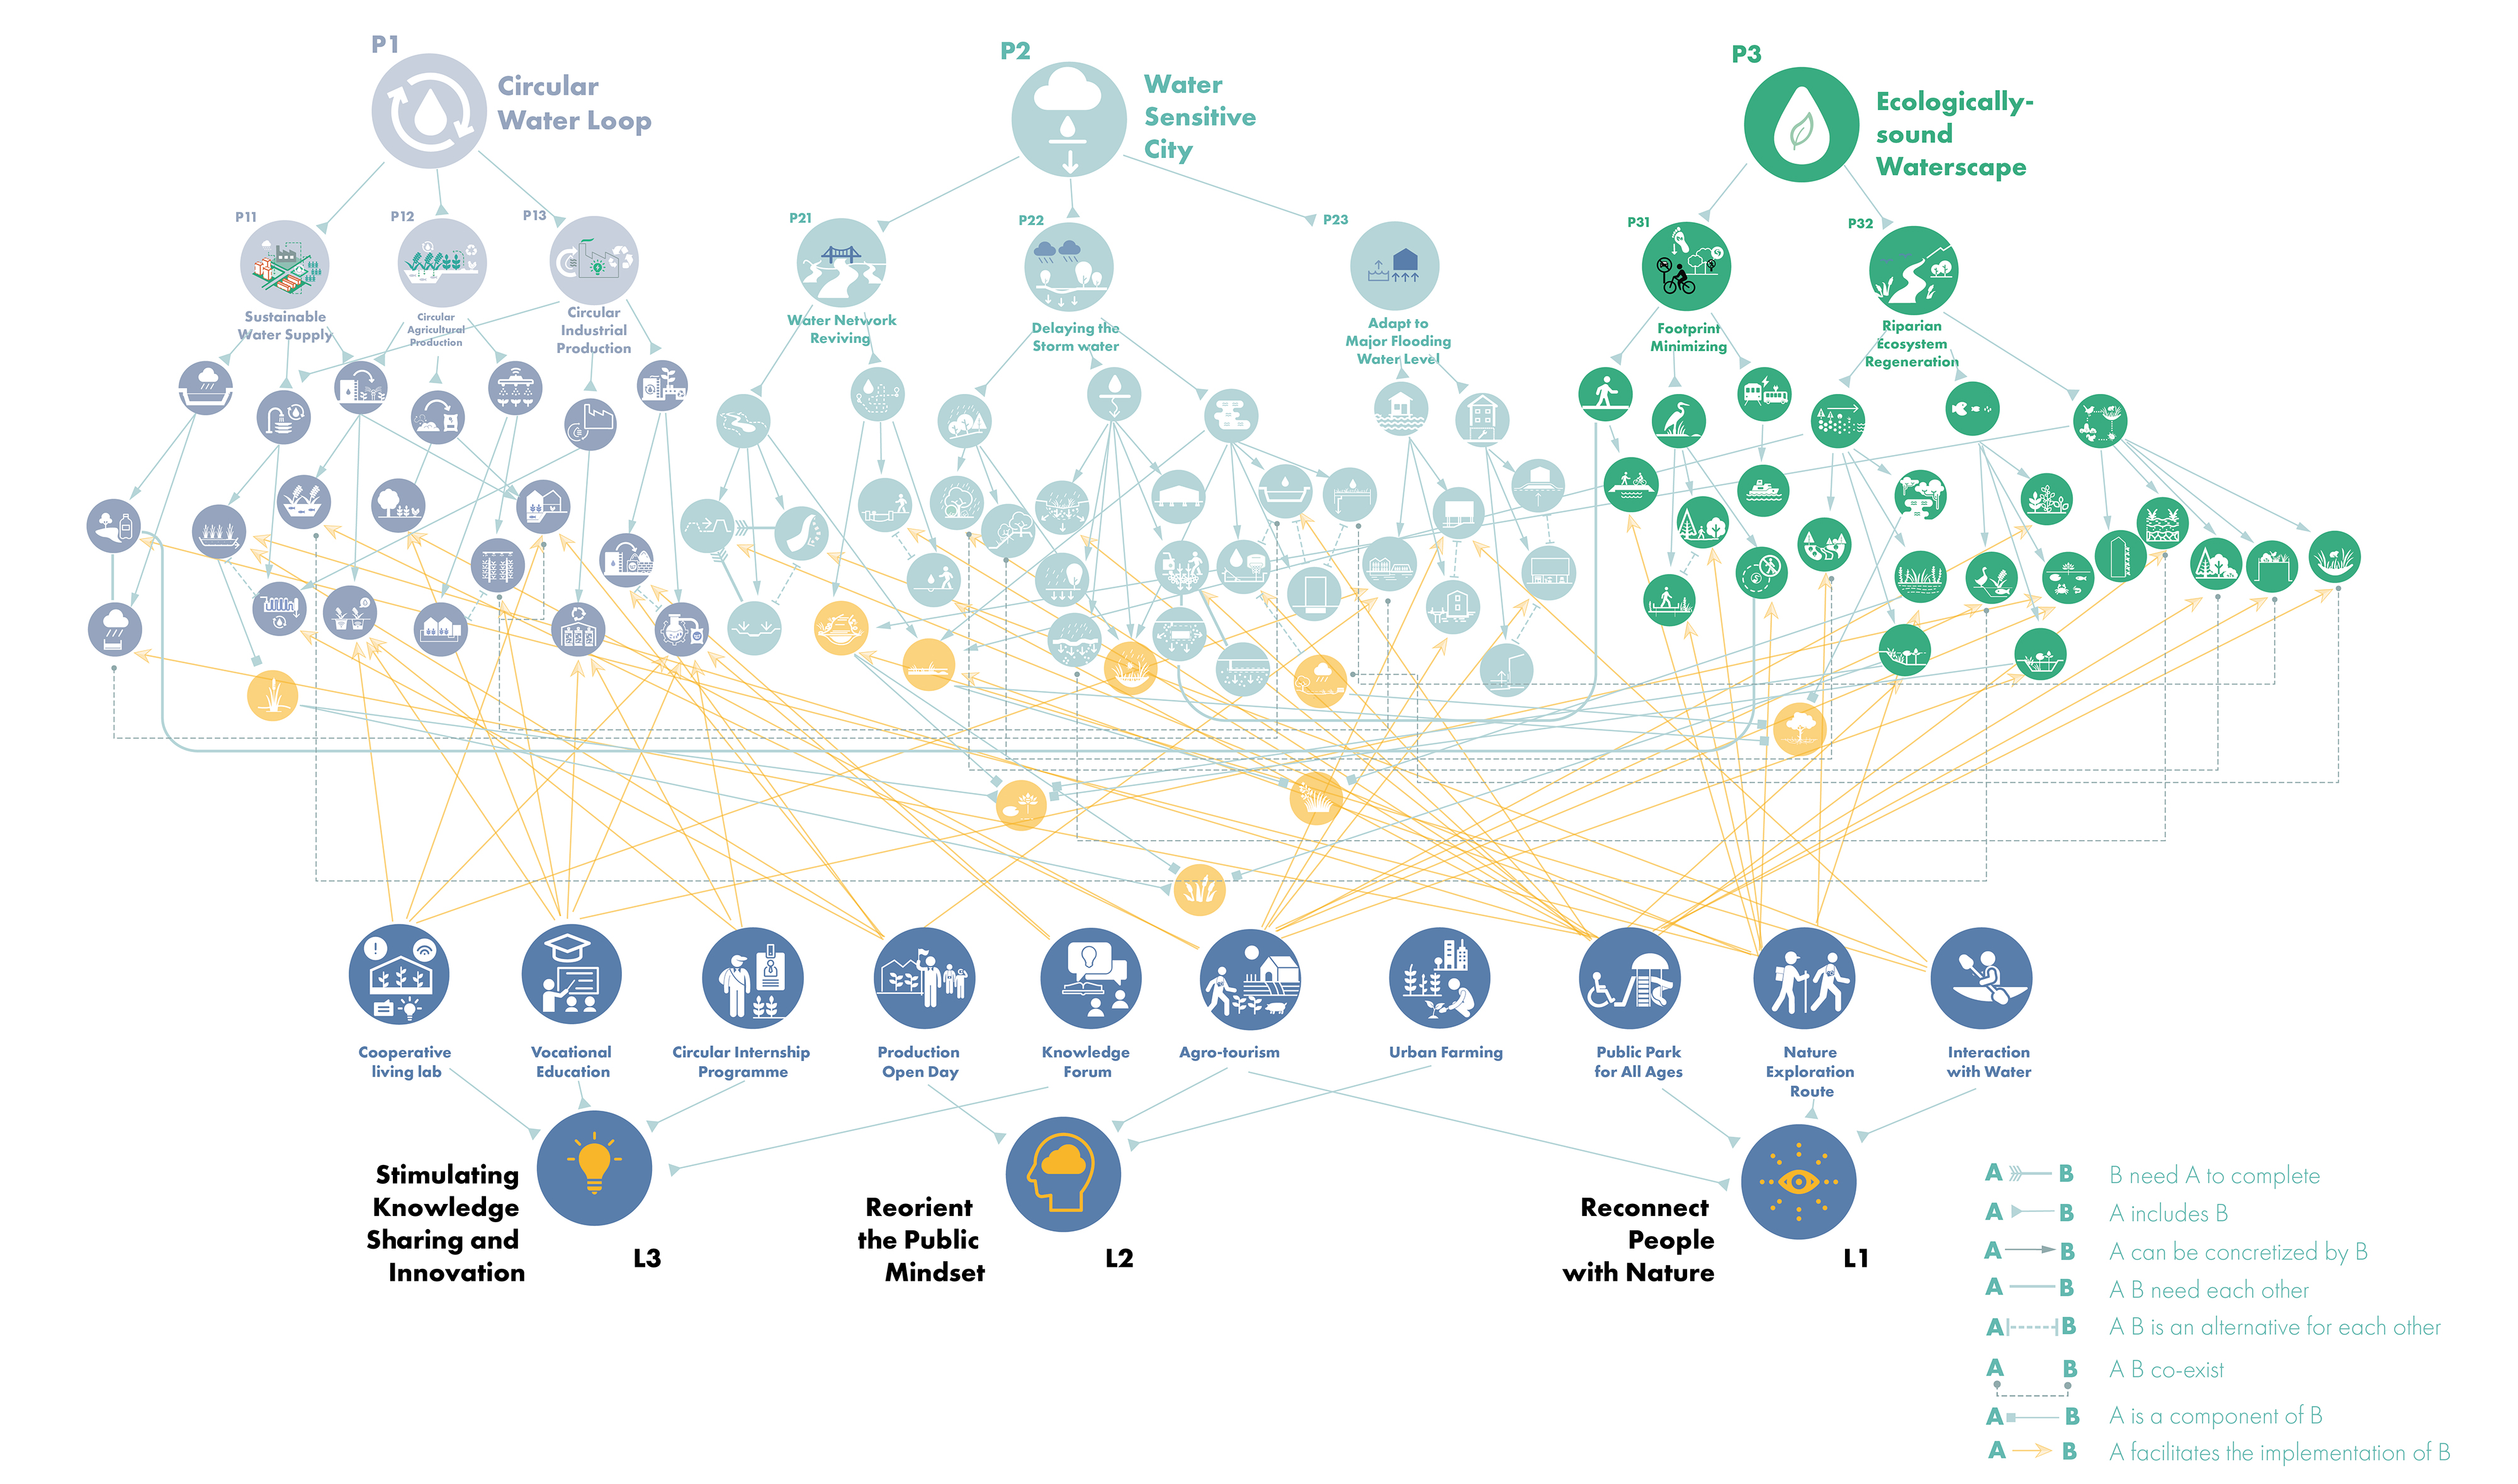 P1
Circular
Water Loop
P2
Water
Sensitive
City
P3
Ecologically-
sound
Waterscape
P11
Sustainable
Water Supply
P12
Circular
Agricultural
Production
P13
Circular
Industrial
Production
P21
Water Network
Reviving
P22
Delaying the
Storm water
P23
Adapt to
Major Flooding
Water Level
P31
Footprint
Minimizing
P32
Riparian
Ecosystem
Regeneration
Cooperative
living lab
Vocational
Education
Circular Internship
Programme
Production
Open Day
Knowledge
Forum
Agro-tourism
Urban Farming
Public Park
for All Ages
Nature
Exploration
Route
Interaction
with Water
Stimulating
Knowledge
Sharing and
Innovation
L3
Reorient
the Public
Mindset
L2
Reconnect
People
with Nature
L1
A B B need A to complete
A B A includes B
A B A can be concretized by B
A B A B need each other
A B A B is an alternative for each other
A B A B co-exist
A B A is a component of B
A B A facilitates the implementation of B